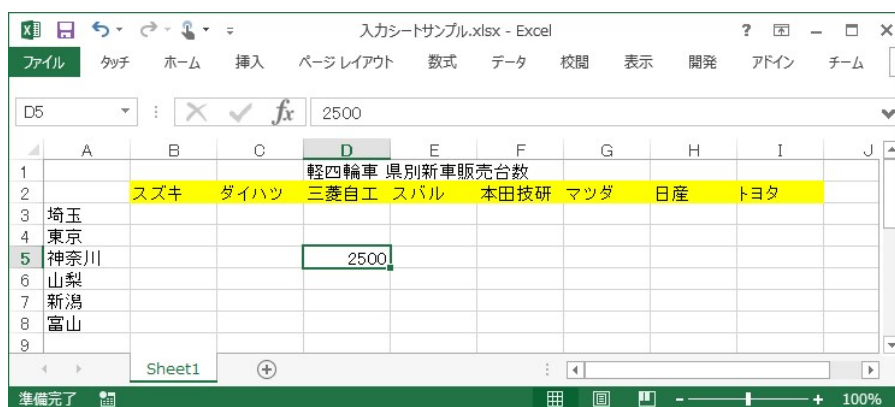 入力シートサンプル.xlsx - Excel
ファイル タッチ ホーム 挿入 ページ レイアウト 数式 データ 校閲 表示 開発 アドイン チーム
D5 fx 2500
A B C D E F G H I J
1 軽四輪車 県別新車販売台数
2 スズキ ダイハツ 三菱自工 スバル 本田技研 マツダ 日産 トヨタ
3 埼玉
4 東京
5 神奈川 2500
6 山梨
7 新潟
8 富山
9
Sheet1
準備完了 100%